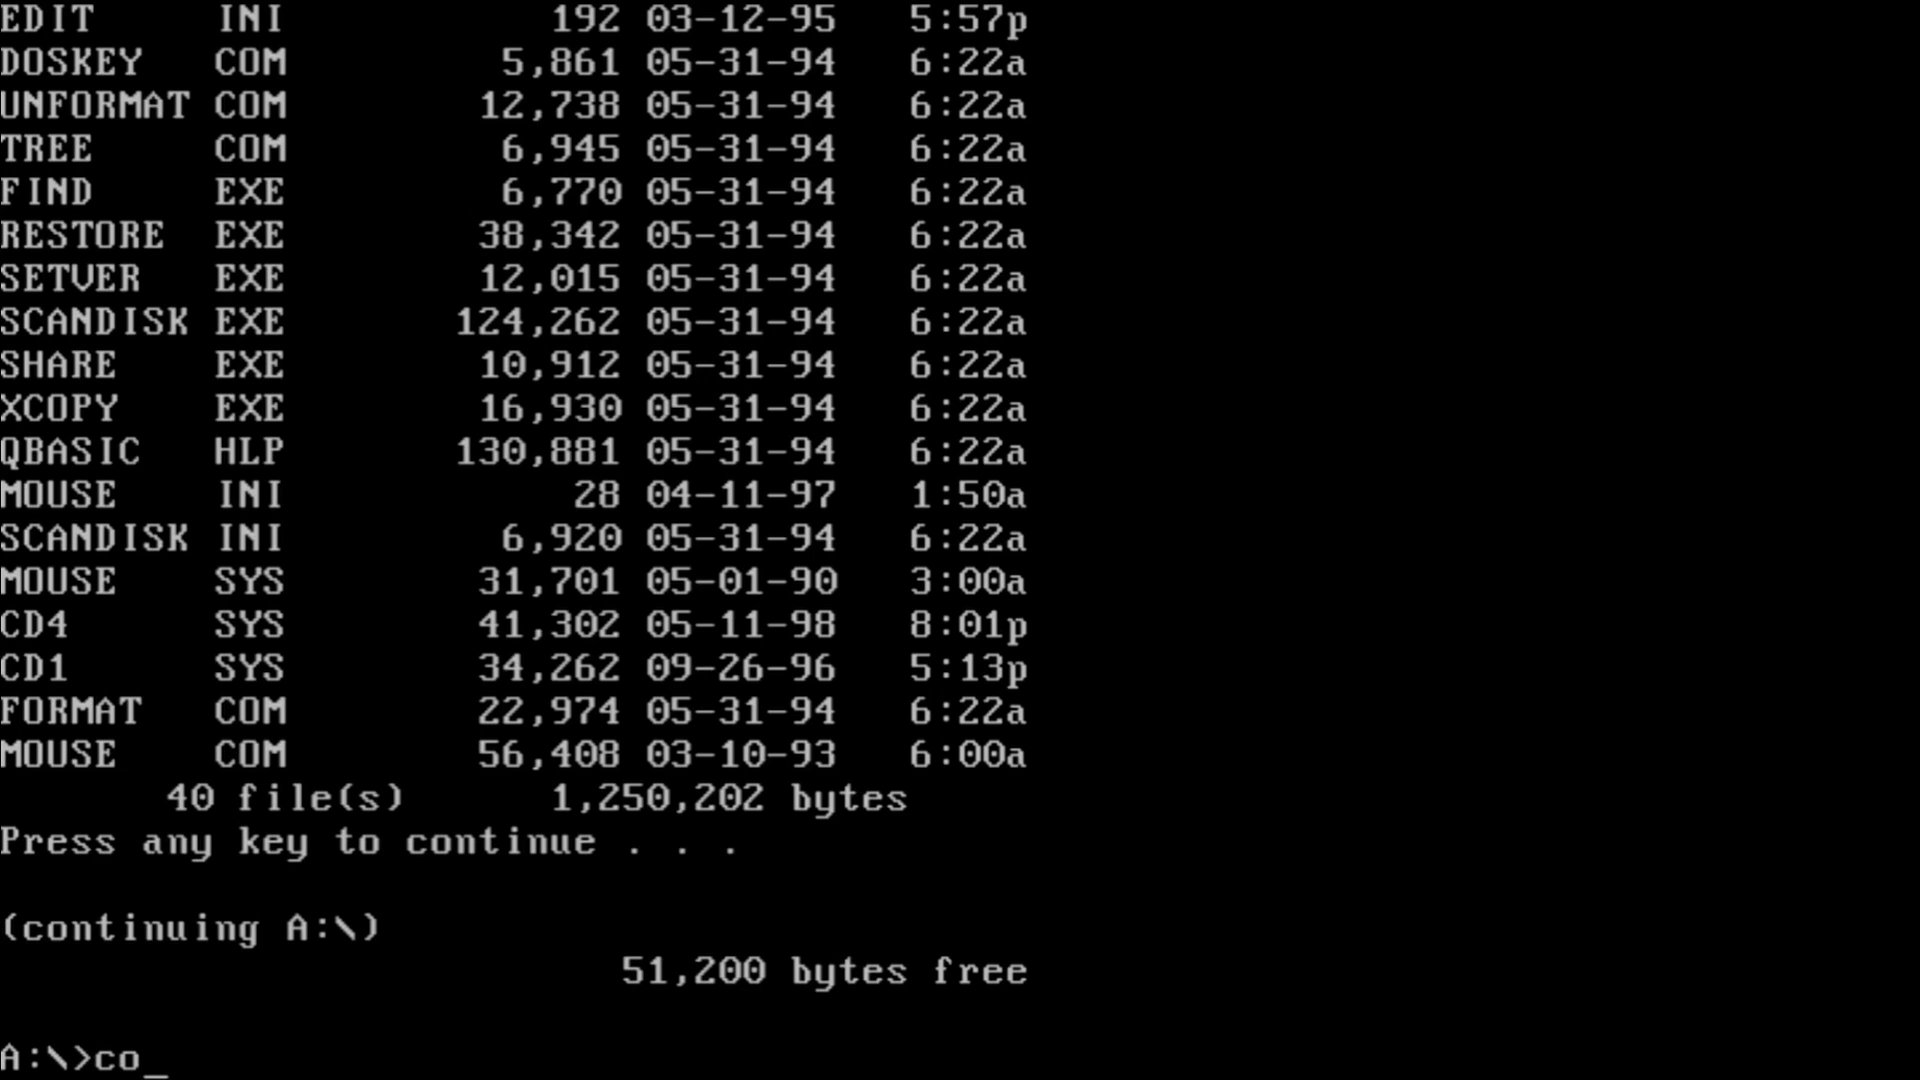 EDIT     INI           192 03-12-95   5:57p
DOSKEY   COM         5,861 05-31-94   6:22a
UNFORMAT COM        12,738 05-31-94   6:22a
TREE     COM         6,945 05-31-94   6:22a
FIND     EXE         6,770 05-31-94   6:22a
RESTORE  EXE        38,342 05-31-94   6:22a
SETVER   EXE        12,015 05-31-94   6:22a
SCANDISK EXE       124,262 05-31-94   6:22a
SHARE    EXE        10,912 05-31-94   6:22a
XCOPY    EXE        16,930 05-31-94   6:22a
QBASIC   HLP       130,881 05-31-94   6:22a
MOUSE    INI            28 04-11-97   1:50a
SCANDISK INI         6,920 05-31-94   6:22a
MOUSE    SYS        31,701 05-01-90   3:00a
CD4      SYS        41,302 05-11-98   8:01p
CD1      SYS        34,262 09-26-96   5:13p
FORMAT   COM        22,974 05-31-94   6:22a
MOUSE    COM        56,408 03-10-93   6:00a
       40 file(s)      1,250,202 bytes
Press any key to continue . . .
(continuing A:\)
                          51,200 bytes free
A:\>co_